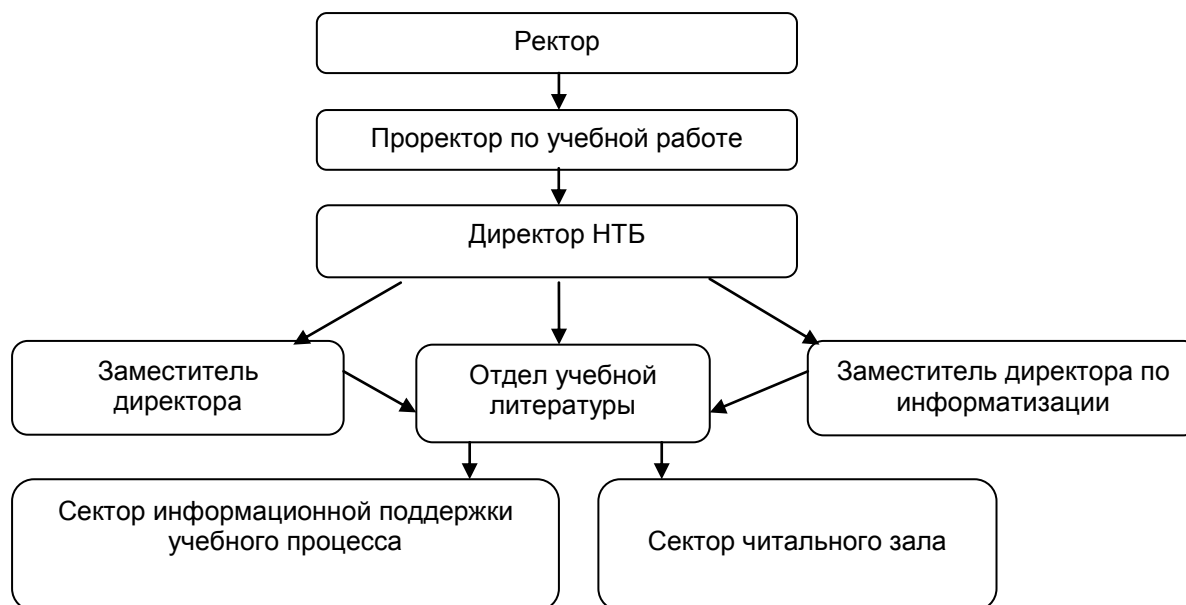 Ректор
Проректор по учебной работе
Директор НТБ
Заместитель
директора
Отдел учебной
литературы
Заместитель директора по
информатизации
Сектор информационной поддержки
учебного процесса
Сектор читального зала